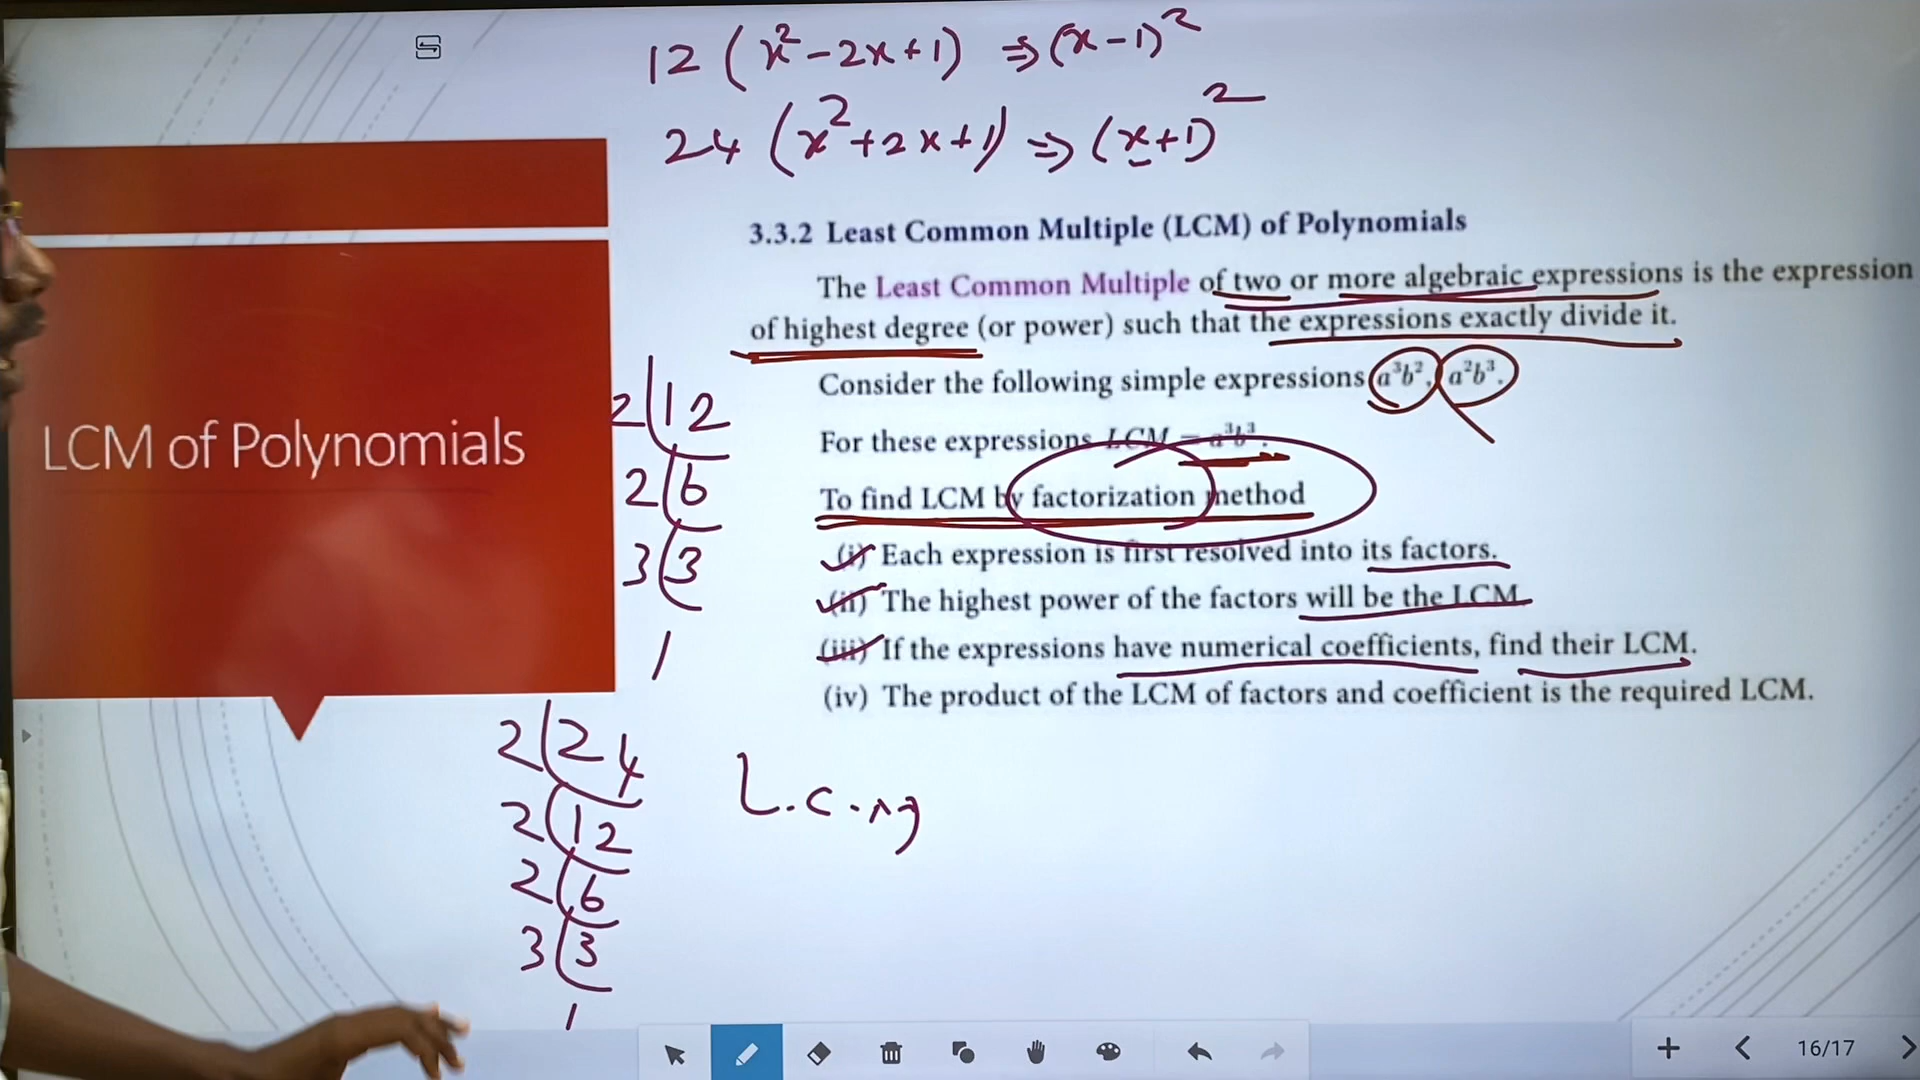 12 (x² - 2x + 1) ⇒ (x - 1)²
24 (x² + 2x + 1) ⇒ (x + 1)²
LCM of Polynomials
3.3.2 Least Common Multiple (LCM) of Polynomials
The Least Common Multiple of two or more algebraic expressions is the expression
of highest degree (or power) such that the expressions exactly divide it.
Consider the following simple expressions a³b², a²b³.
For these expressions LCM = a³b³.
To find LCM by factorization method
(i) Each expression is first resolved into its factors.
(ii) The highest power of the factors will be the LCM.
(iii) If the expressions have numerical coefficients, find their LCM.
(iv) The product of the LCM of factors and coefficient is the required LCM.
2 | 12
2 | 6
3 | 3
1
2 | 24
2 | 12
2 | 6
3 | 3
1
L.C.M
16/17